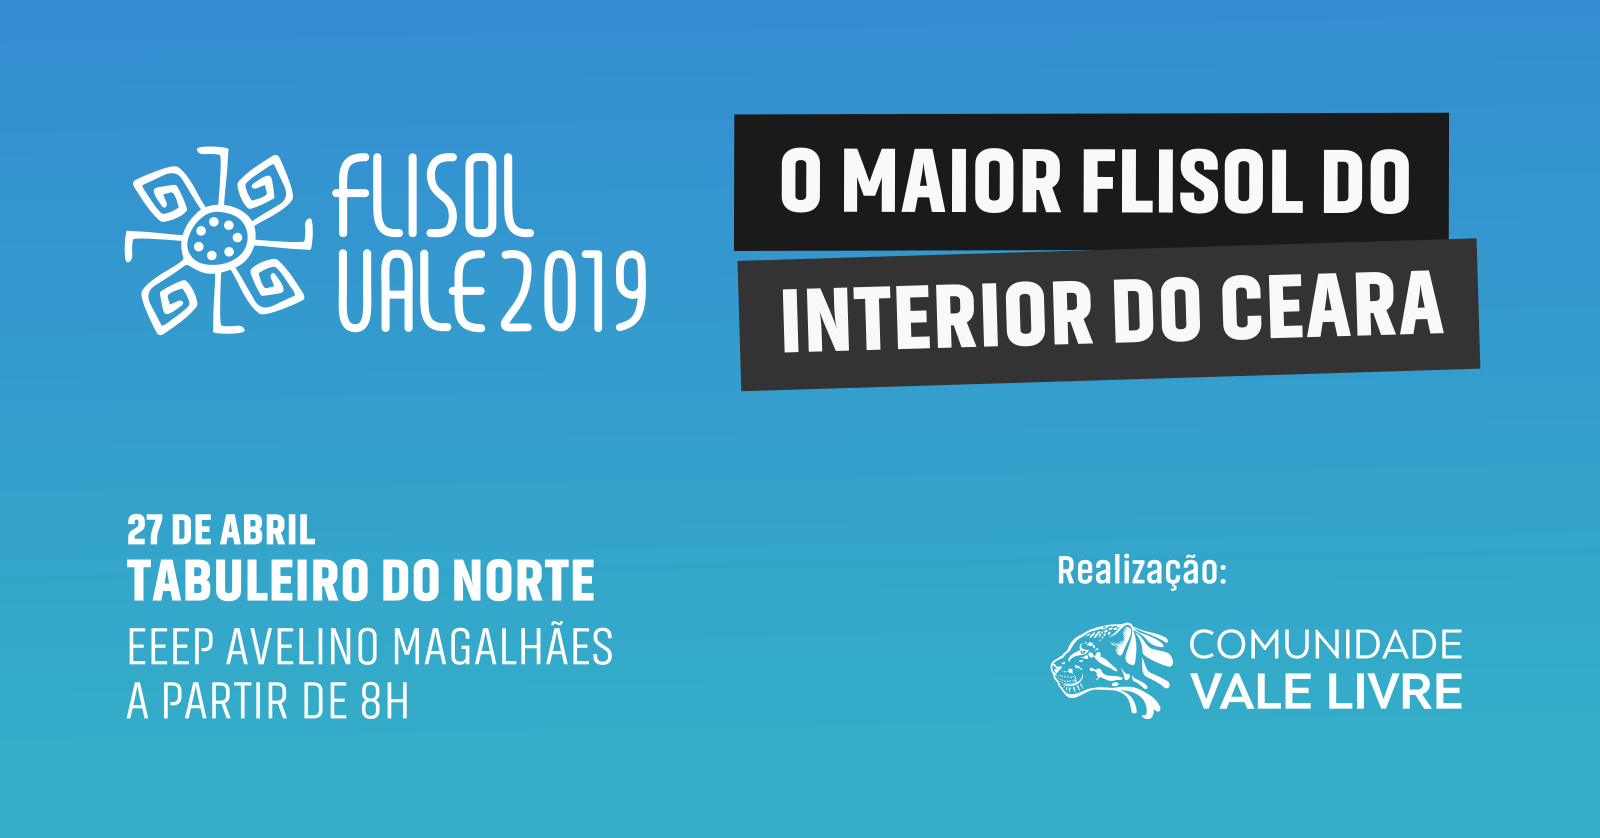 FLISOL
VALE 2019
O MAIOR FLISOL DO
INTERIOR DO CEARA
27 DE ABRIL
TABULEIRO DO NORTE
EEEP AVELINO MAGALHÃES
A PARTIR DE 8H
Realização:
COMUNIDADE
VALE LIVRE